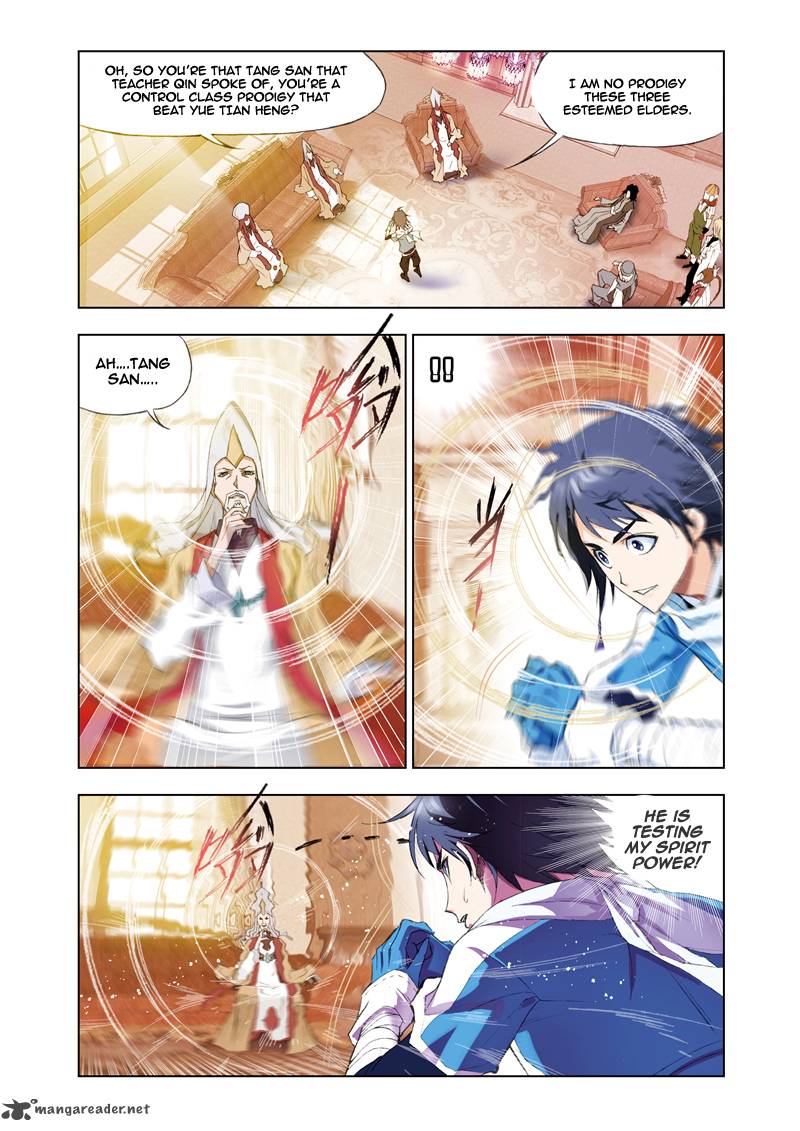 OH, SO YOU'RE THAT TANG SAN THAT
TEACHER QIN SPOKE OF, YOU'RE A
CONTROL CLASS PRODIGY THAT
BEAT YUE TIAN HENG?
I AM NO PRODIGY
THESE THREE
ESTEEMED ELDERS.
AH....TANG
SAN.....
!!
HE IS
TESTING
MY SPIRIT
POWER!
mangareader.net